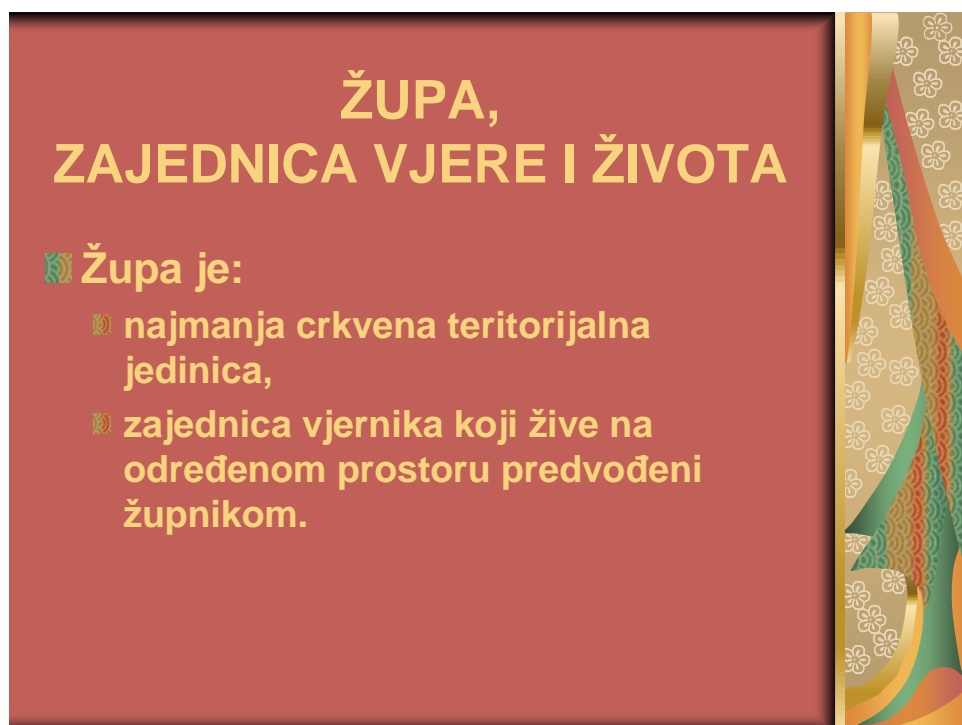 ŽUPA,
ZAJEDNICA VJERE I ŽIVOTA
Župa je:
najmanja crkvena teritorijalna
jedinica,
zajednica vjernika koji žive na
određenom prostoru predvođeni
župnikom.